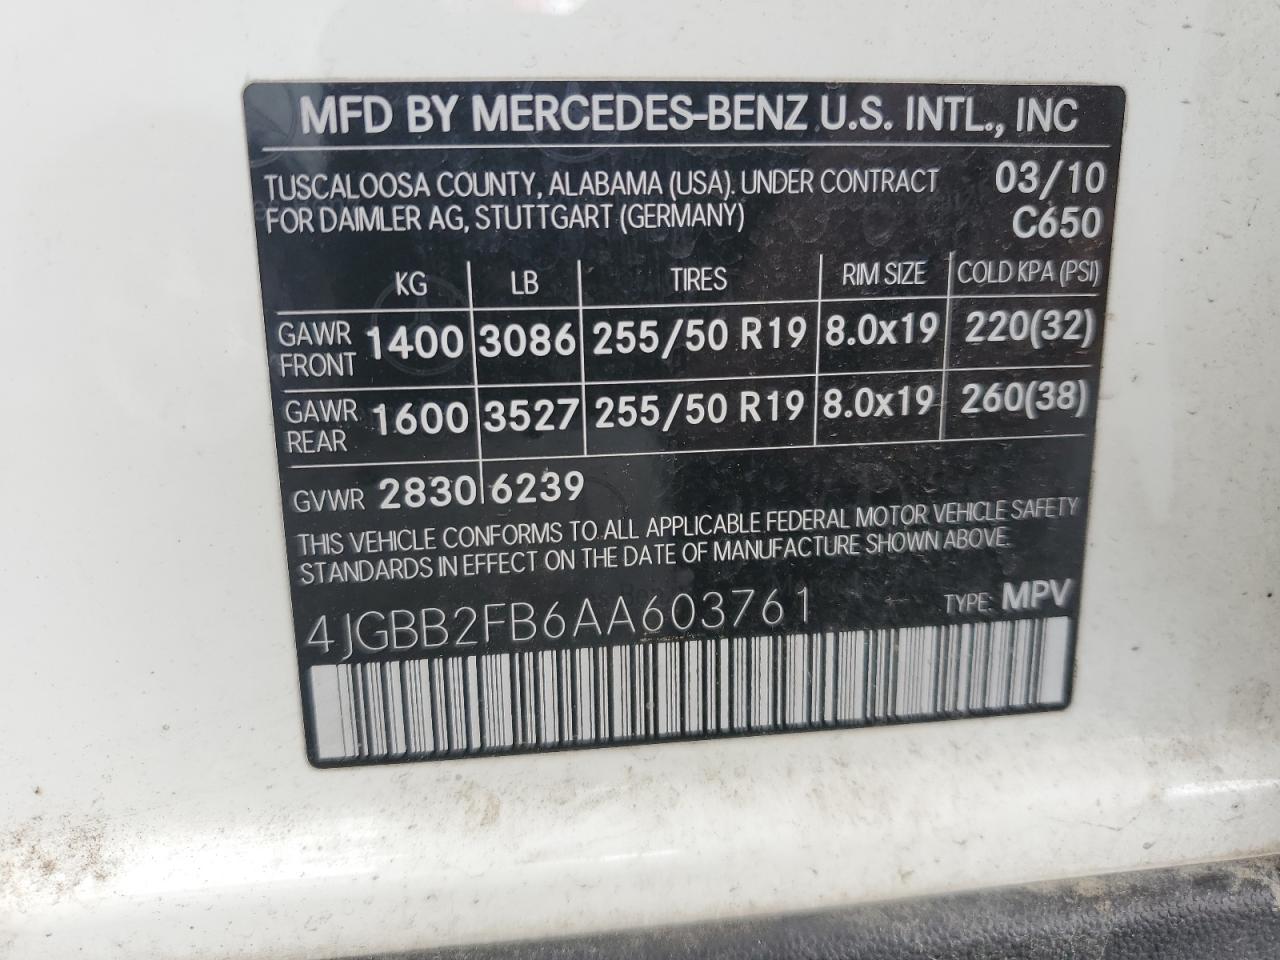 MFD BY MERCEDES-BENZ U.S. INTL., INC
TUSCALOOSA COUNTY, ALABAMA (USA). UNDER CONTRACT 03/10
FOR DAIMLER AG, STUTTGART (GERMANY) C650
KG LB TIRES RIM SIZE COLD KPA (PSI)
GAWR FRONT 1400 3086 255/50 R19 8.0x19 220(32)
GAWR REAR 1600 3527 255/50 R19 8.0x19 260(38)
GVWR 2830 6239
THIS VEHICLE CONFORMS TO ALL APPLICABLE FEDERAL MOTOR VEHICLE SAFETY
STANDARDS IN EFFECT ON THE DATE OF MANUFACTURE SHOWN ABOVE.
4JGBB2FB6AA603761 TYPE: MPV